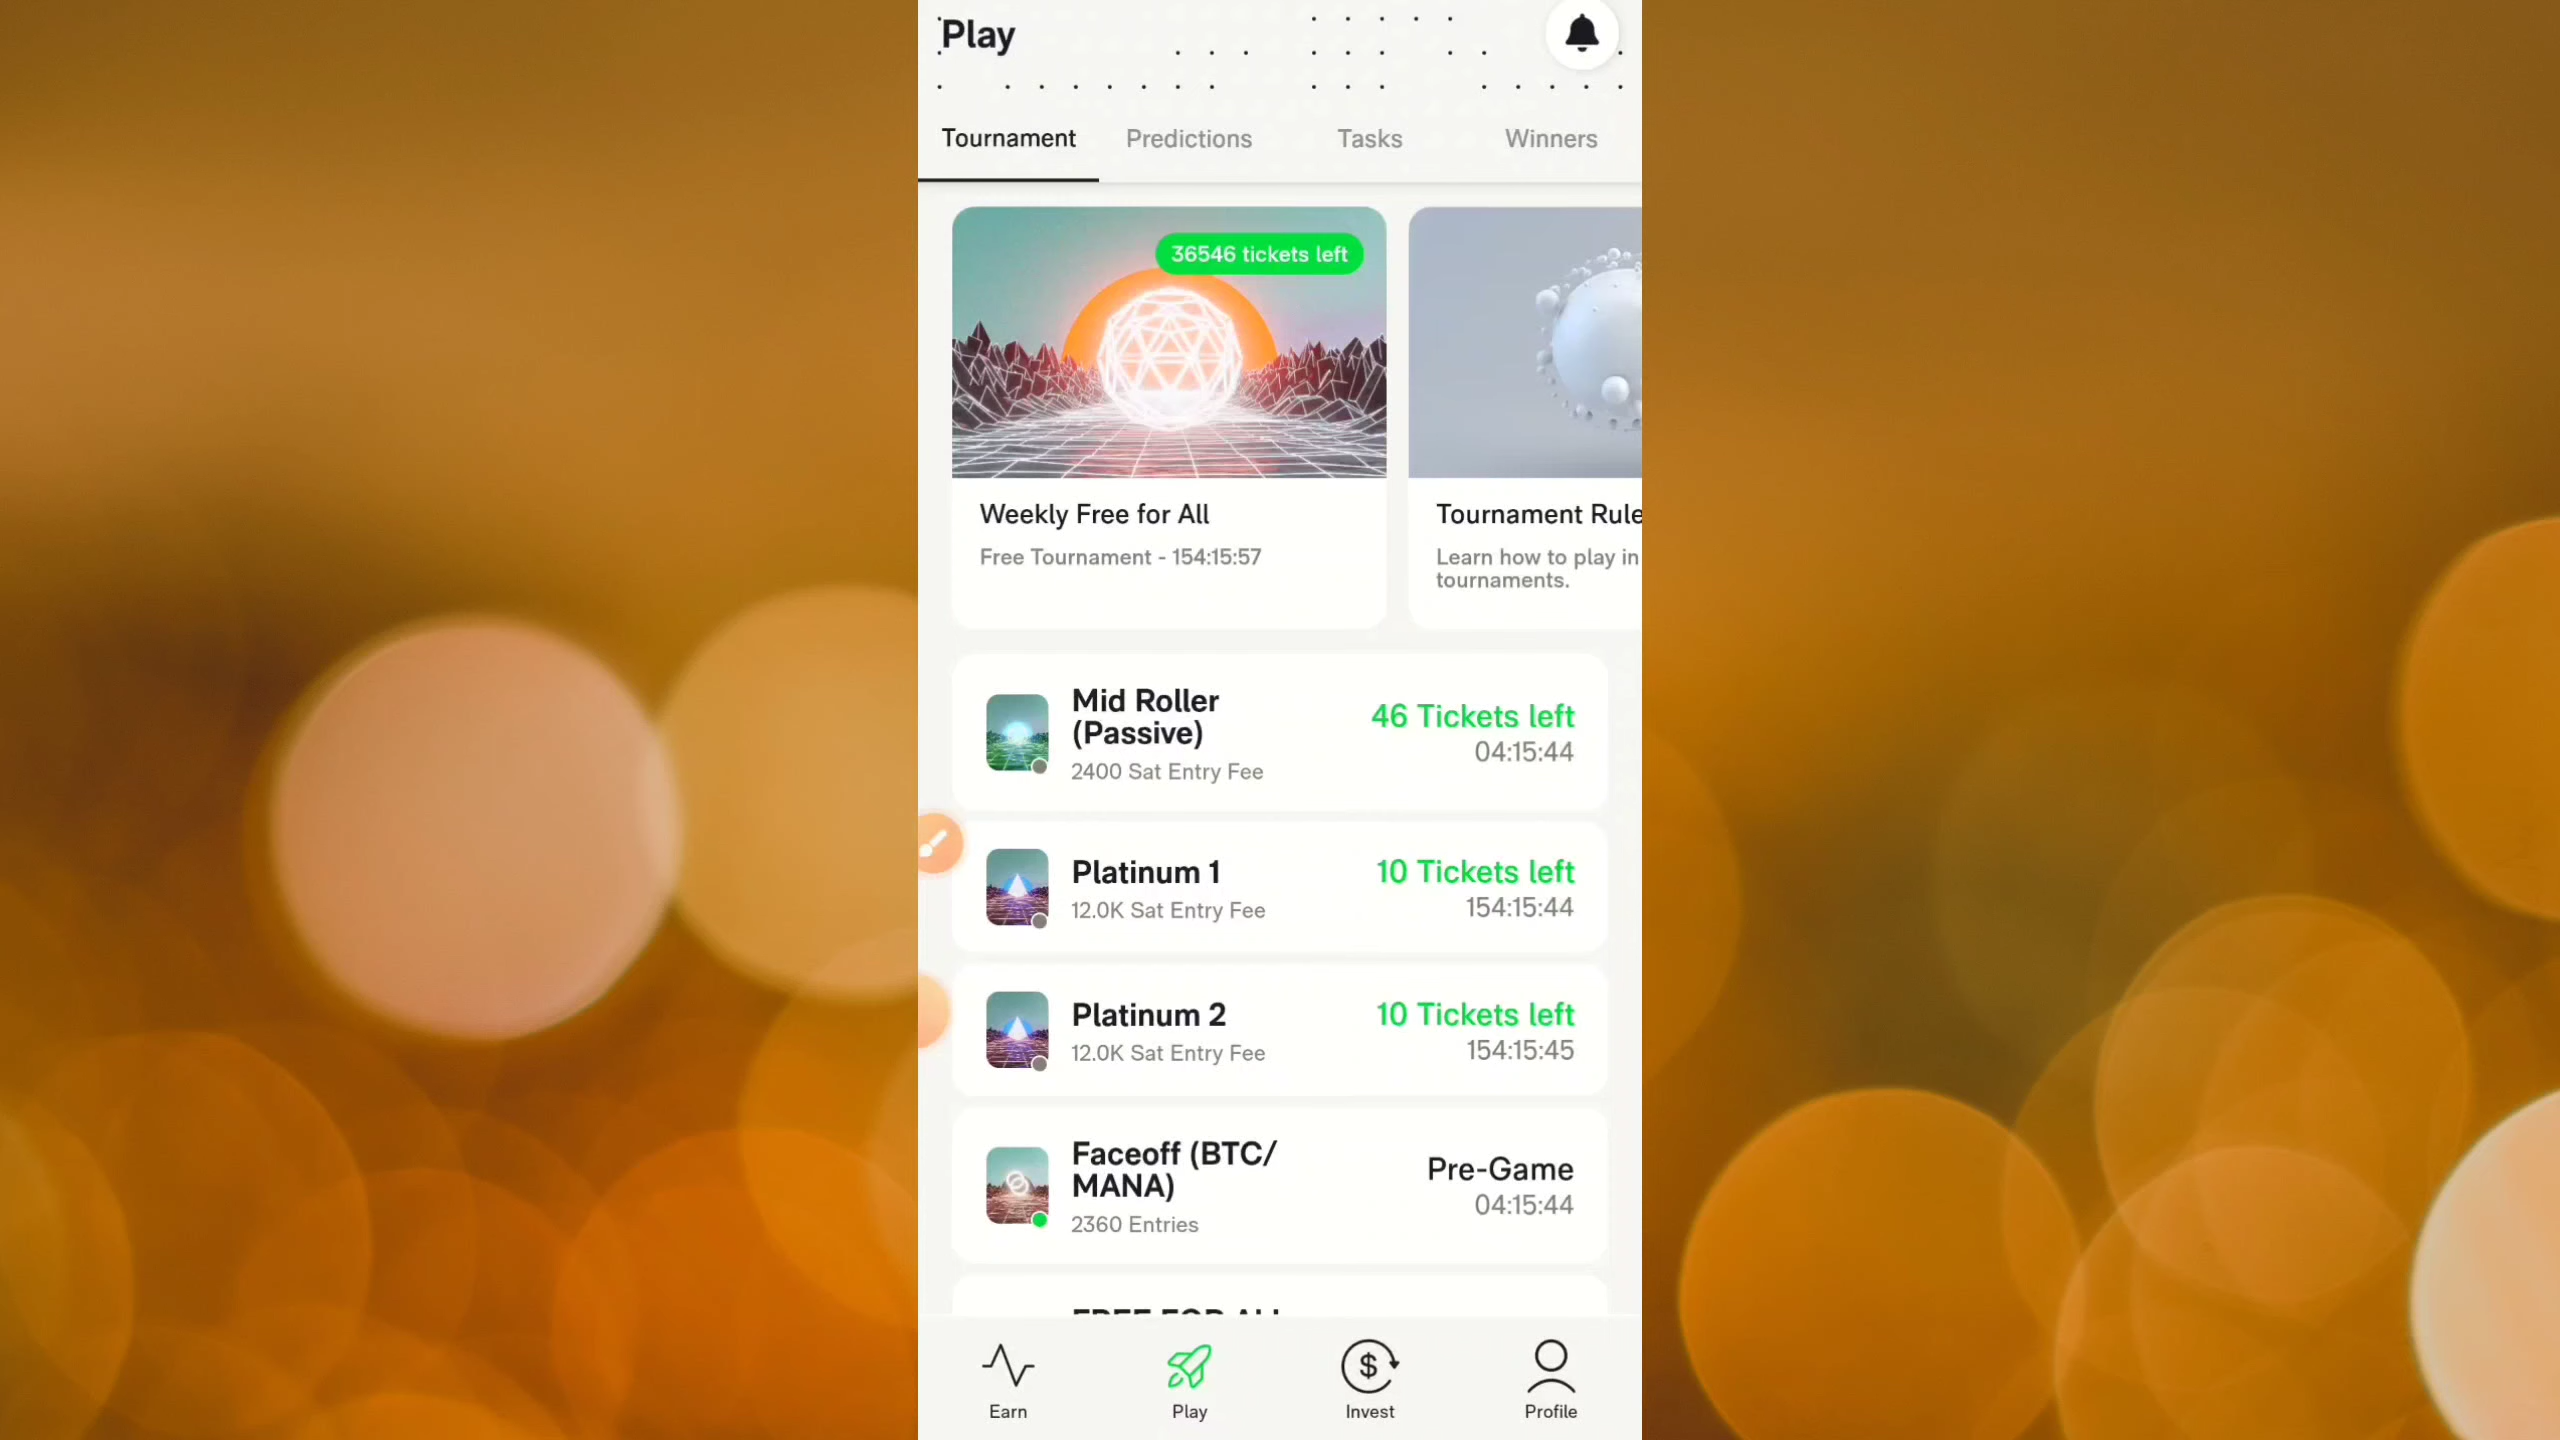 Play
Tournament
Predictions
Tasks
Winners
36546 tickets left
Weekly Free for All
Free Tournament - 154:15:57
Tournament Rule
Learn how to play in
tournaments.
Mid Roller
(Passive)
2400 Sat Entry Fee
46 Tickets left
04:15:44
Platinum 1
12.0K Sat Entry Fee
10 Tickets left
154:15:44
Platinum 2
12.0K Sat Entry Fee
10 Tickets left
154:15:45
Faceoff (BTC/
MANA)
2360 Entries
Pre-Game
04:15:44
FREE FOR ALL
Earn
Play
Invest
Profile